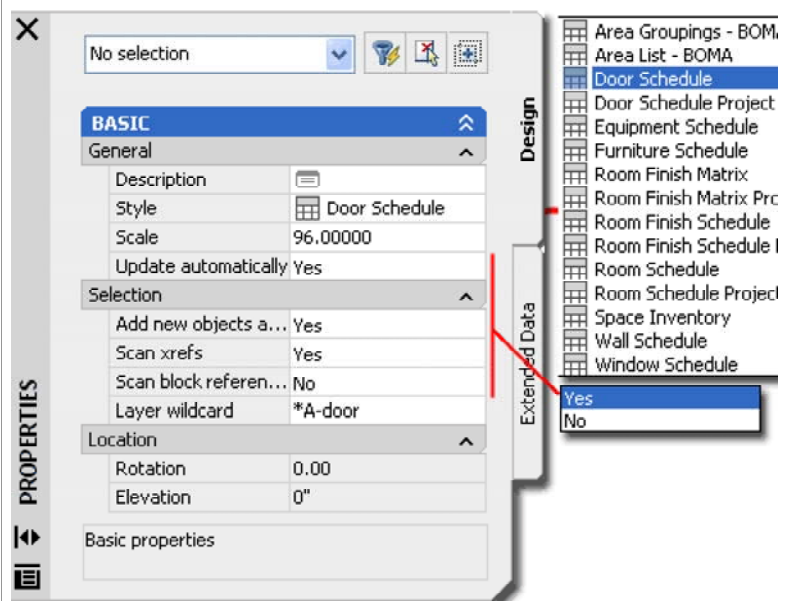 No selection
BASIC
General
Description
Style Door Schedule
Scale 96.00000
Update automatically Yes
Selection
Add new objects a... Yes
Scan xrefs Yes
Scan block referen... No
Layer wildcard *A-door
Location
Rotation 0.00
Elevation 0"
Basic properties
PROPERTIES
Design
Extended Data
Area Groupings - BOMA
Area List - BOMA
Door Schedule
Door Schedule Project
Equipment Schedule
Furniture Schedule
Room Finish Matrix
Room Finish Matrix Pro
Room Finish Schedule
Room Finish Schedule
Room Schedule
Room Schedule Project
Space Inventory
Wall Schedule
Window Schedule
Yes
No